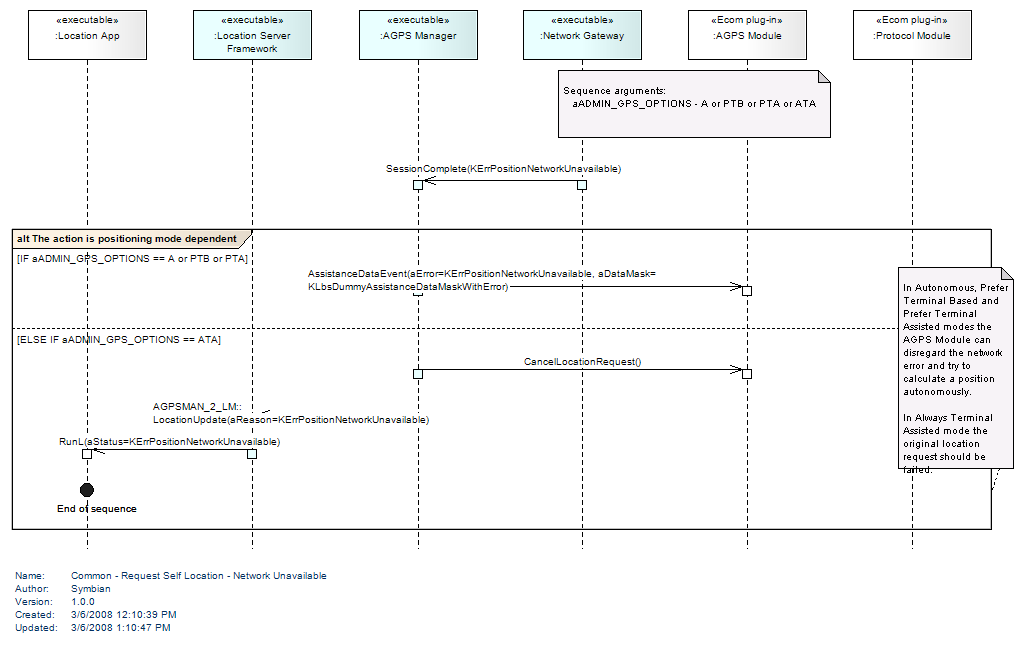 «executable»
:Location App
«executable»
:Location Server
Framework
«executable»
:AGPS Manager
«executable»
:Network Gateway
«Ecom plug-in»
:AGPS Module
«Ecom plug-in»
:Protocol Module
Sequence arguments:
aADMIN_GPS_OPTIONS - A or PTB or PTA or ATA
SessionComplete(KErrPositionNetworkUnavailable)
alt The action is positioning mode dependent
[IF aADMIN_GPS_OPTIONS == A or PTB or PTA]
AssistanceDataEvent(aError=KErrPositionNetworkUnavailable, aDataMask=
KLbsDummyAssistanceDataMaskWithError)
In Autonomous, Prefer
Terminal Based and
Prefer Terminal
Assisted modes the
AGPS Module can
disregard the network
error and try to
calculate a position
autonomously.
In Always Terminal
Assisted mode the
original location
request should be
failed.
[ELSE IF aADMIN_GPS_OPTIONS == ATA]
CancelLocationRequest()
AGPSMAN_2_LM::
LocationUpdate(aReason=KErrPositionNetworkUnavailable)
RunL(aStatus=KErrPositionNetworkUnavailable)
End of sequence
Name: Common - Request Self Location - Network Unavailable
Author: Symbian
Version: 1.0.0
Created: 3/6/2008 12:10:39 PM
Updated: 3/6/2008 1:10:47 PM